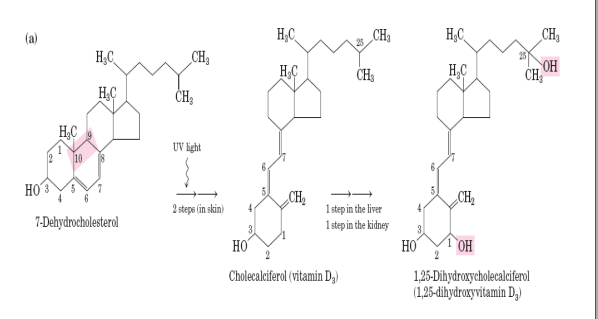 (a)
H₃C
CH₃
CH₃
H₃C
H₃C
1
2
3
4
5
6
7
8
9
10
HO
7-Dehydrocholesterol
UV light
2 steps (in skin)
H₃C
25
CH₃
CH₃
H₃C
7
6
5
CH₂
4
3
1
HO
2
Cholecalciferol (vitamin D₃)
1 step in the liver
1 step in the kidney
H₃C
CH₃
25
OH
CH₃
H₃C
7
6
5
CH₂
4
3
1
HO
OH
2
1,25-Dihydroxycholecalciferol
(1,25-dihydroxyvitamin D₃)